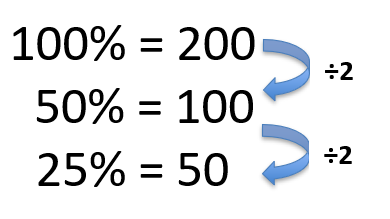 100% = 200
÷2
50% = 100
÷2
25% = 50